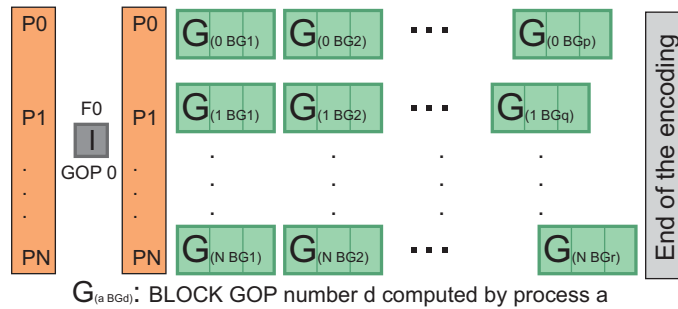 P0 P0 G(0 BG1) G(0 BG2) ... G(0 BGp)
F0
P1 I P1 G(1 BG1) G(1 BG2) ... G(1 BGq)
GOP 0
PN PN G(N BG1) G(N BG2) ... G(N BGr)
End of the encoding
G(a BGd): BLOCK GOP number d computed by process a